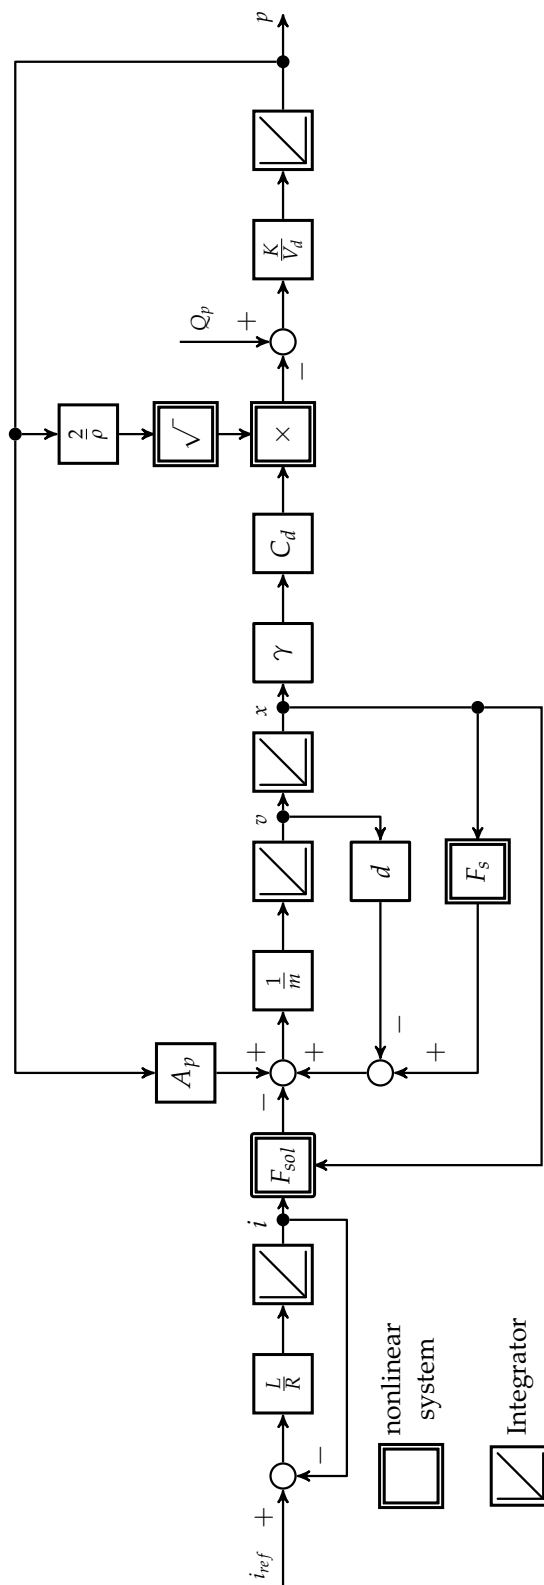 i_ref
+
−
L/R
i
F_sol
−
+
A_p
+
1/m
v
x
d
−
F_s
+
γ
C_d
×
√
2/ρ
−
+
Q_p
K/V_d
p
nonlinear
system
Integrator